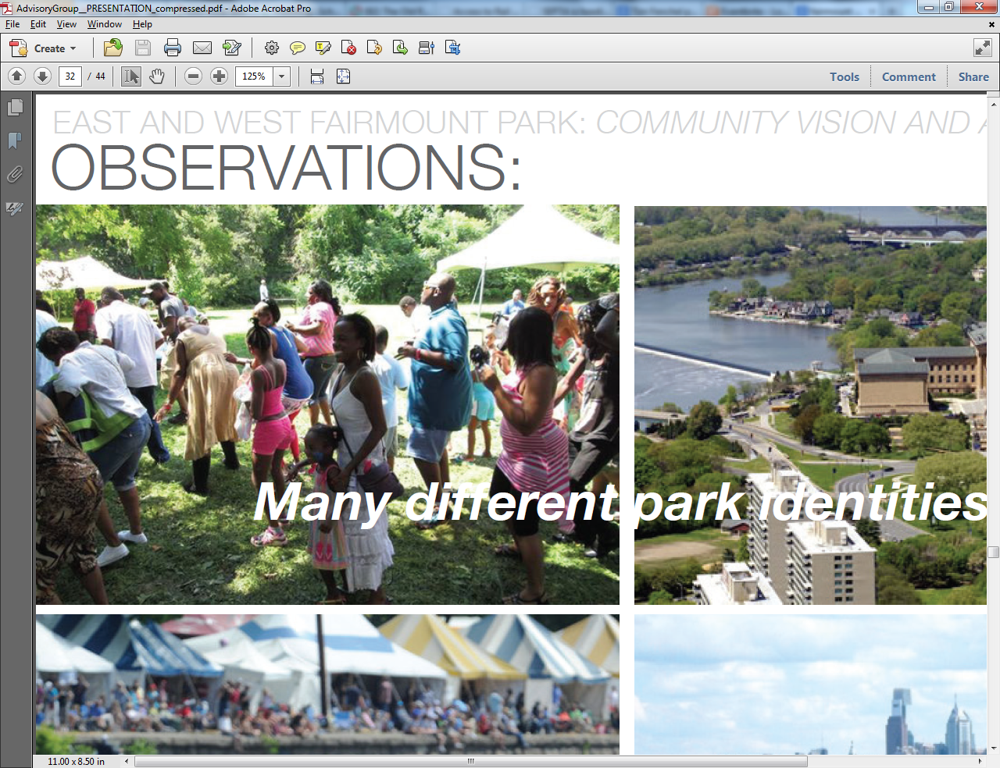 AdvisoryGroup__PRESENTATION_compressed.pdf - Adobe Acrobat Pro
File Edit View Window Help
Create
32 / 44 125% Tools Comment Share
EAST AND WEST FAIRMOUNT PARK: COMMUNITY VISION AND A
OBSERVATIONS:
Many different park identities
11.00 x 8.50 in